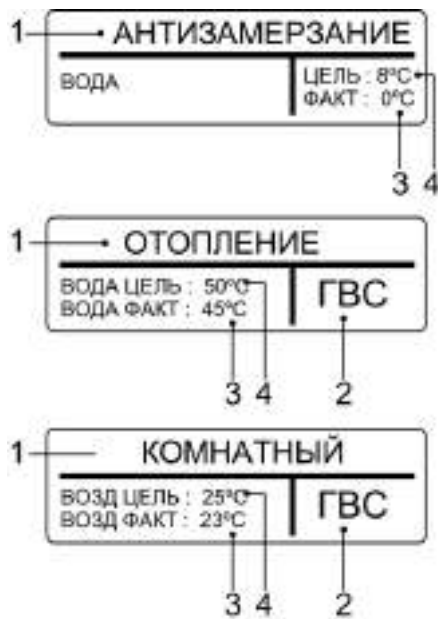 1 АНТИЗАМЕРЗАНИЕ
ВОДА
ЦЕЛЬ : 8°C
ФАКТ : 0°C
3 4
1 ОТОПЛЕНИЕ
ВОДА ЦЕЛЬ : 50°C
ВОДА ФАКТ : 45°C
ГВС
3 4 2
1 КОМНАТНЫЙ
ВОЗД ЦЕЛЬ : 25°C
ВОЗД ФАКТ : 23°C
ГВС
3 4 2